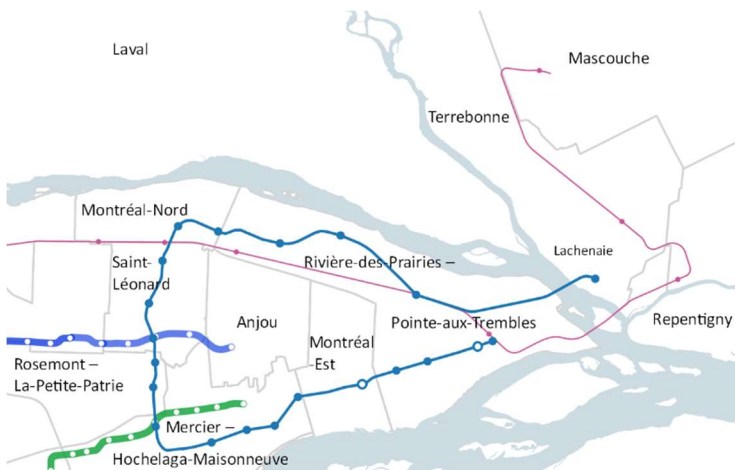 Laval
Mascouche
Terrebonne
Montréal-Nord
Saint-
Léonard
Rivière-des-Prairies –
Lachenaie
Anjou
Montréal
-Est
Pointe-aux-Trembles
Repentigny
Rosemont –
La-Petite-Patrie
Mercier –
Hochelaga-Maisonneuve